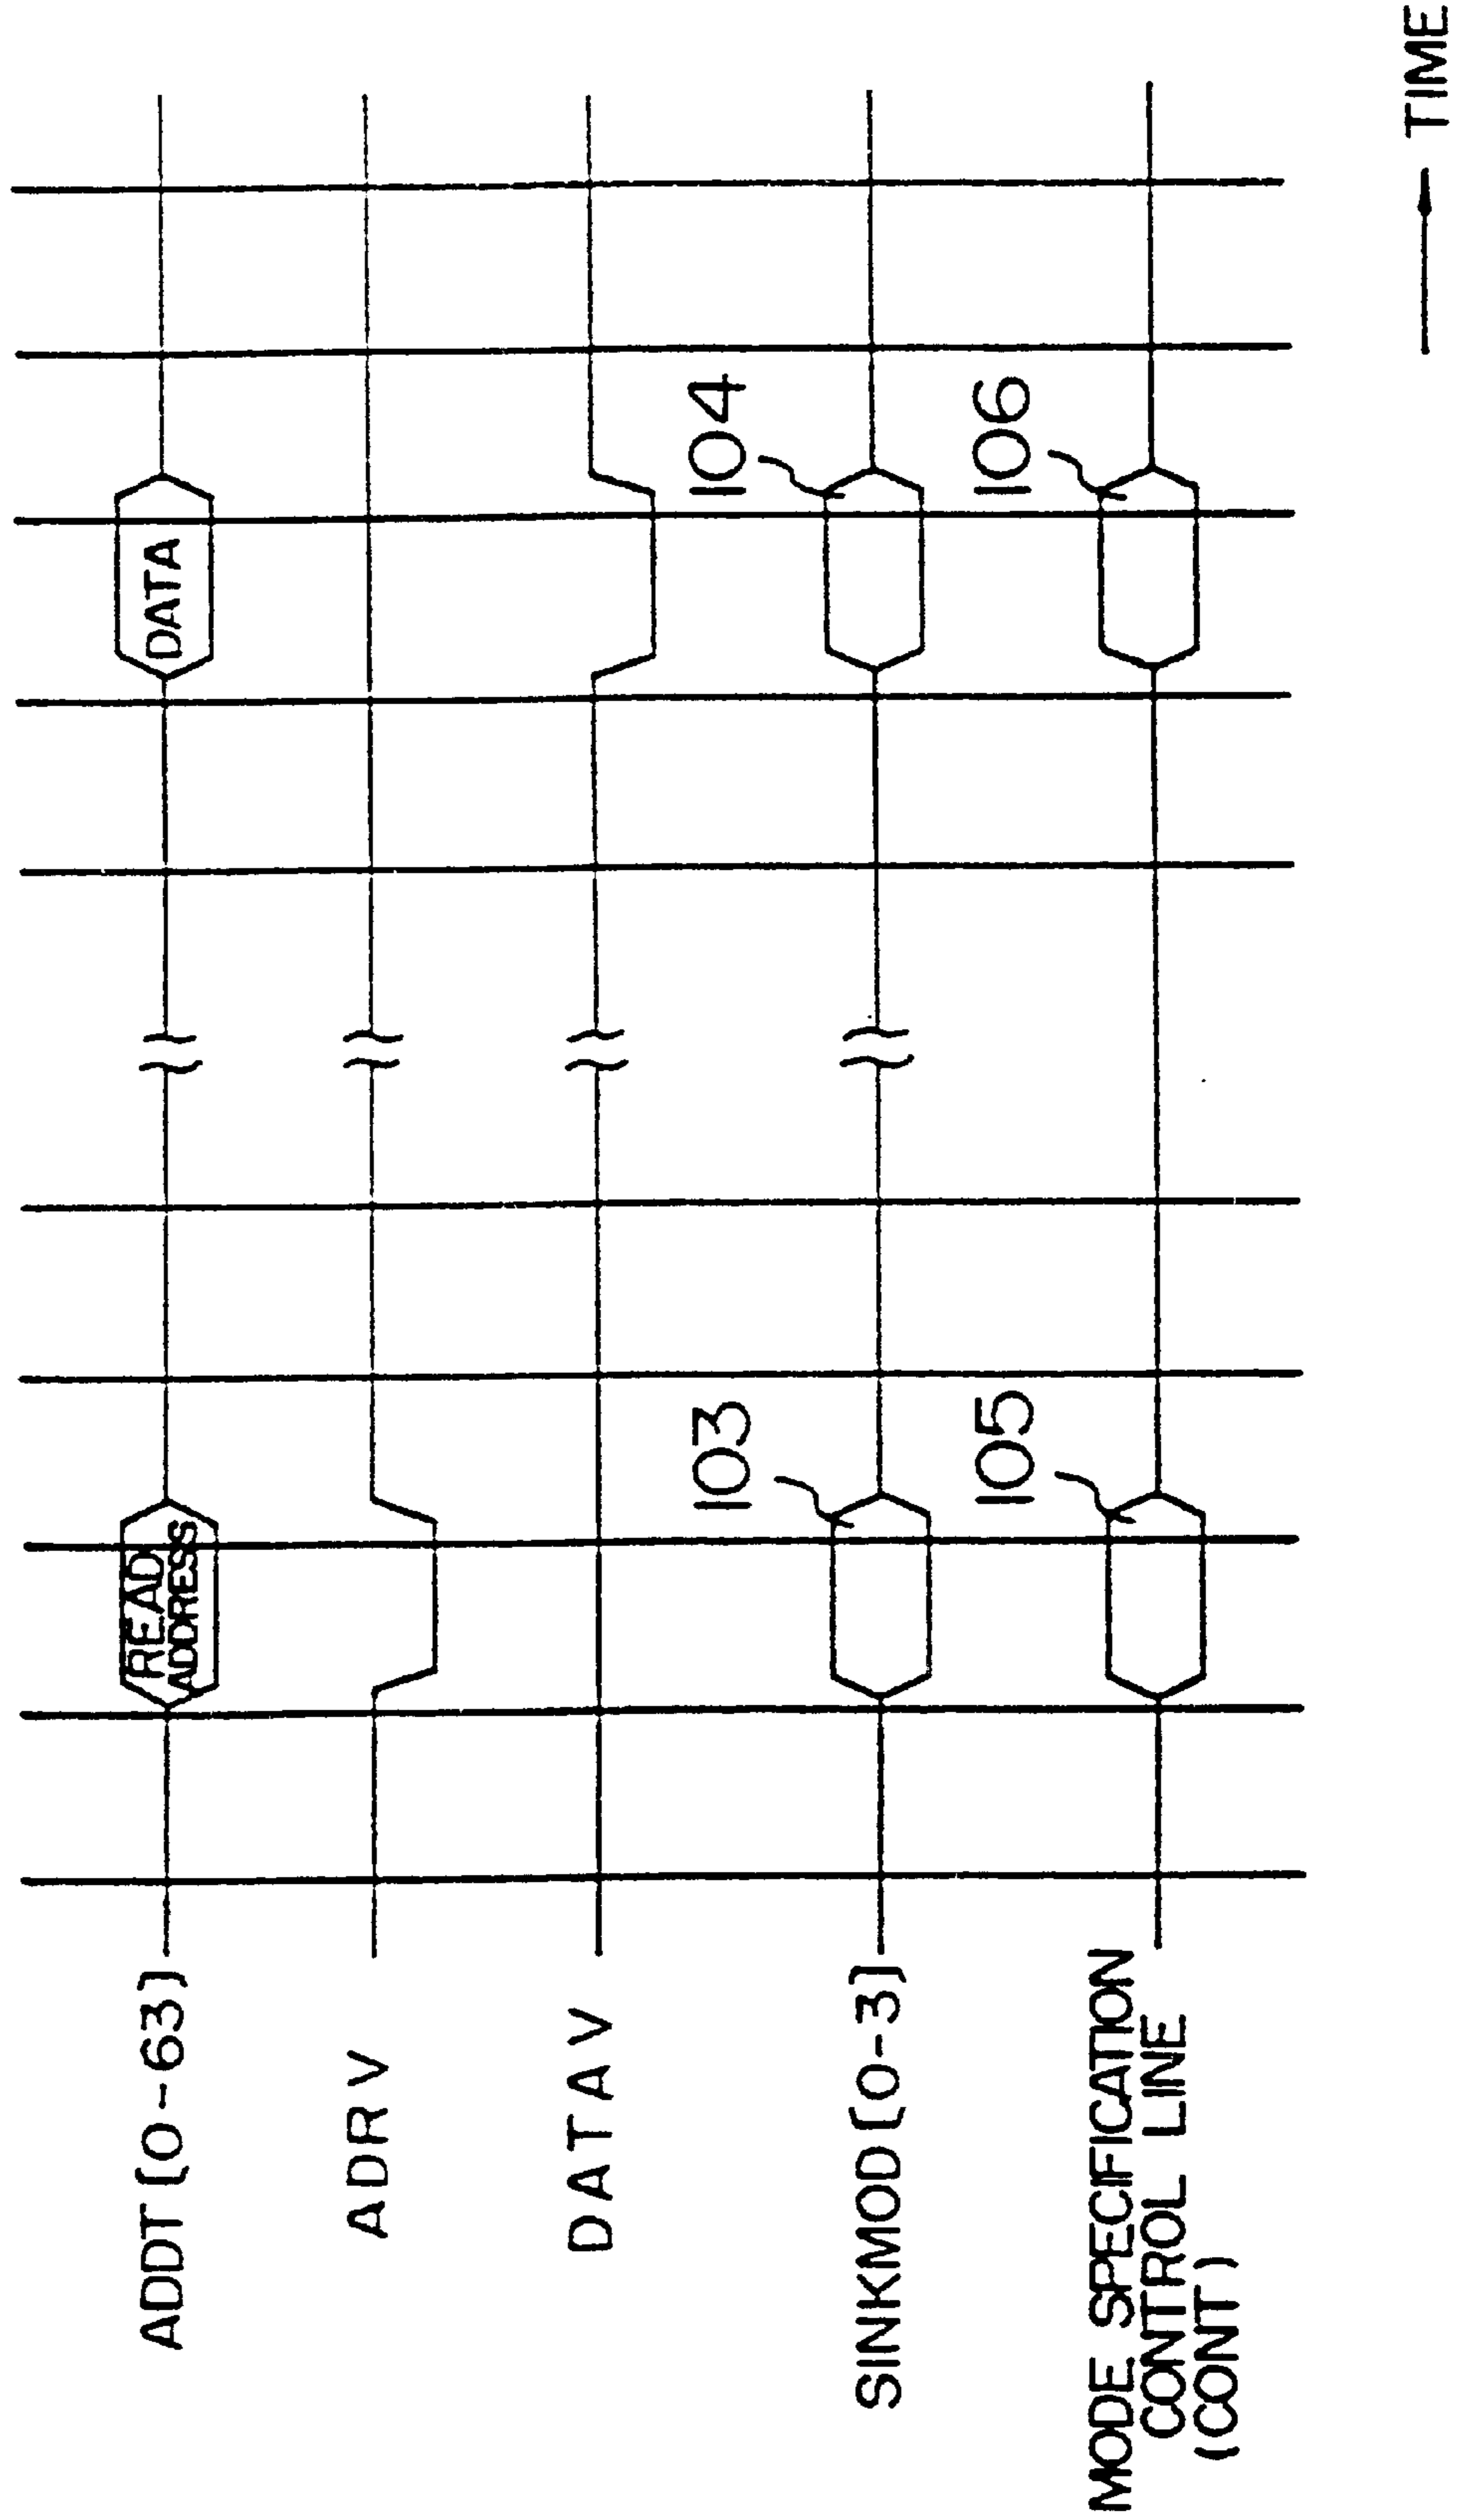 ADDT [0-63]
READ
ADDRESS
DATA
ADRV
DATAV
103
104
SINKMOD [0-3]
105
106
MODE SPECIFICATION
CONTROL LINE
(CONT)
TIME